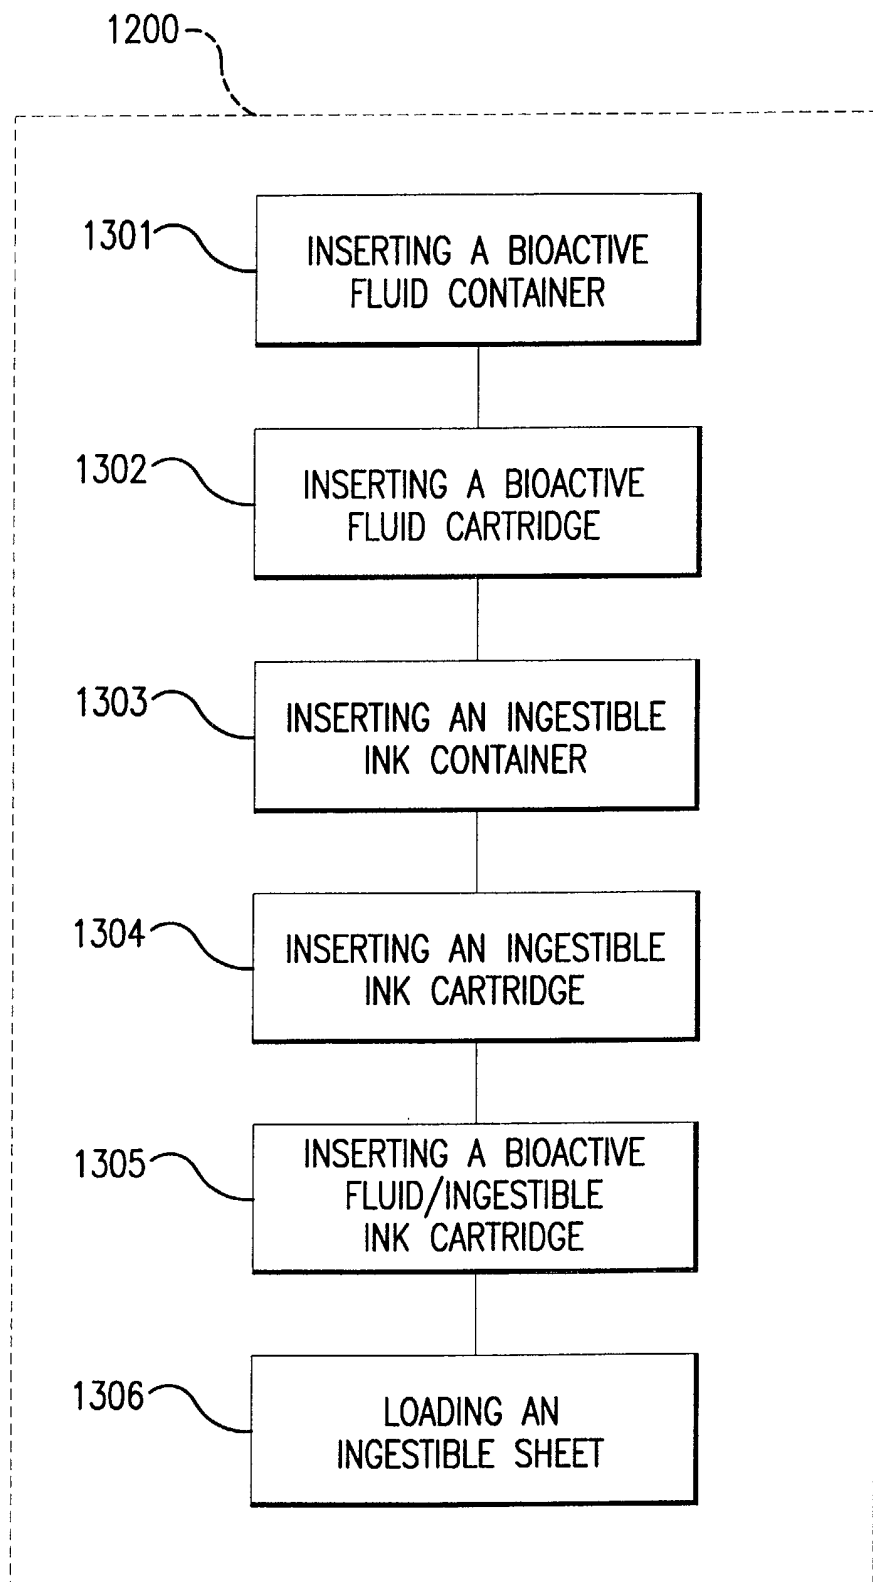 1200
1301
INSERTING A BIOACTIVE
FLUID CONTAINER
1302
INSERTING A BIOACTIVE
FLUID CARTRIDGE
1303
INSERTING AN INGESTIBLE
INK CONTAINER
1304
INSERTING AN INGESTIBLE
INK CARTRIDGE
1305
INSERTING A BIOACTIVE
FLUID/INGESTIBLE
INK CARTRIDGE
1306
LOADING AN
INGESTIBLE SHEET